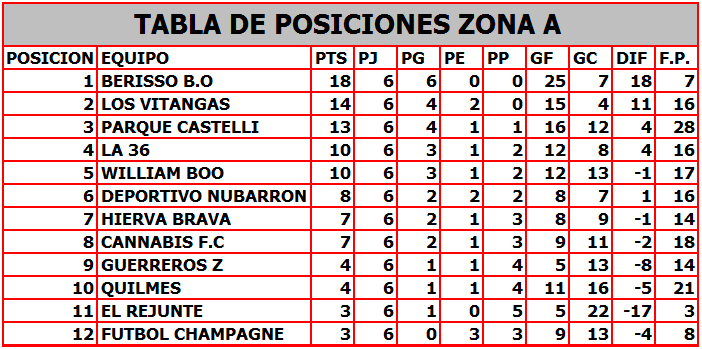 TABLA DE POSICIONES ZONA A
POSICION EQUIPO PTS PJ PG PE PP GF GC DIF F.P.
1 BERISSO B.O 18 6 6 0 0 25 7 18 7
2 LOS VITANGAS 14 6 4 2 0 15 4 11 16
3 PARQUE CASTELLI 13 6 4 1 1 16 12 4 28
4 LA 36 10 6 3 1 2 12 8 4 16
5 WILLIAM BOO 10 6 3 1 2 12 13 -1 17
6 DEPORTIVO NUBARRON 8 6 2 2 2 8 7 1 16
7 HIERVA BRAVA 7 6 2 1 3 8 9 -1 14
8 CANNABIS F.C 7 6 2 1 3 9 11 -2 18
9 GUERREROS Z 4 6 1 1 4 5 13 -8 14
10 QUILMES 4 6 1 1 4 11 16 -5 21
11 EL REJUNTE 3 6 1 0 5 5 22 -17 3
12 FUTBOL CHAMPAGNE 3 6 0 3 3 9 13 -4 8